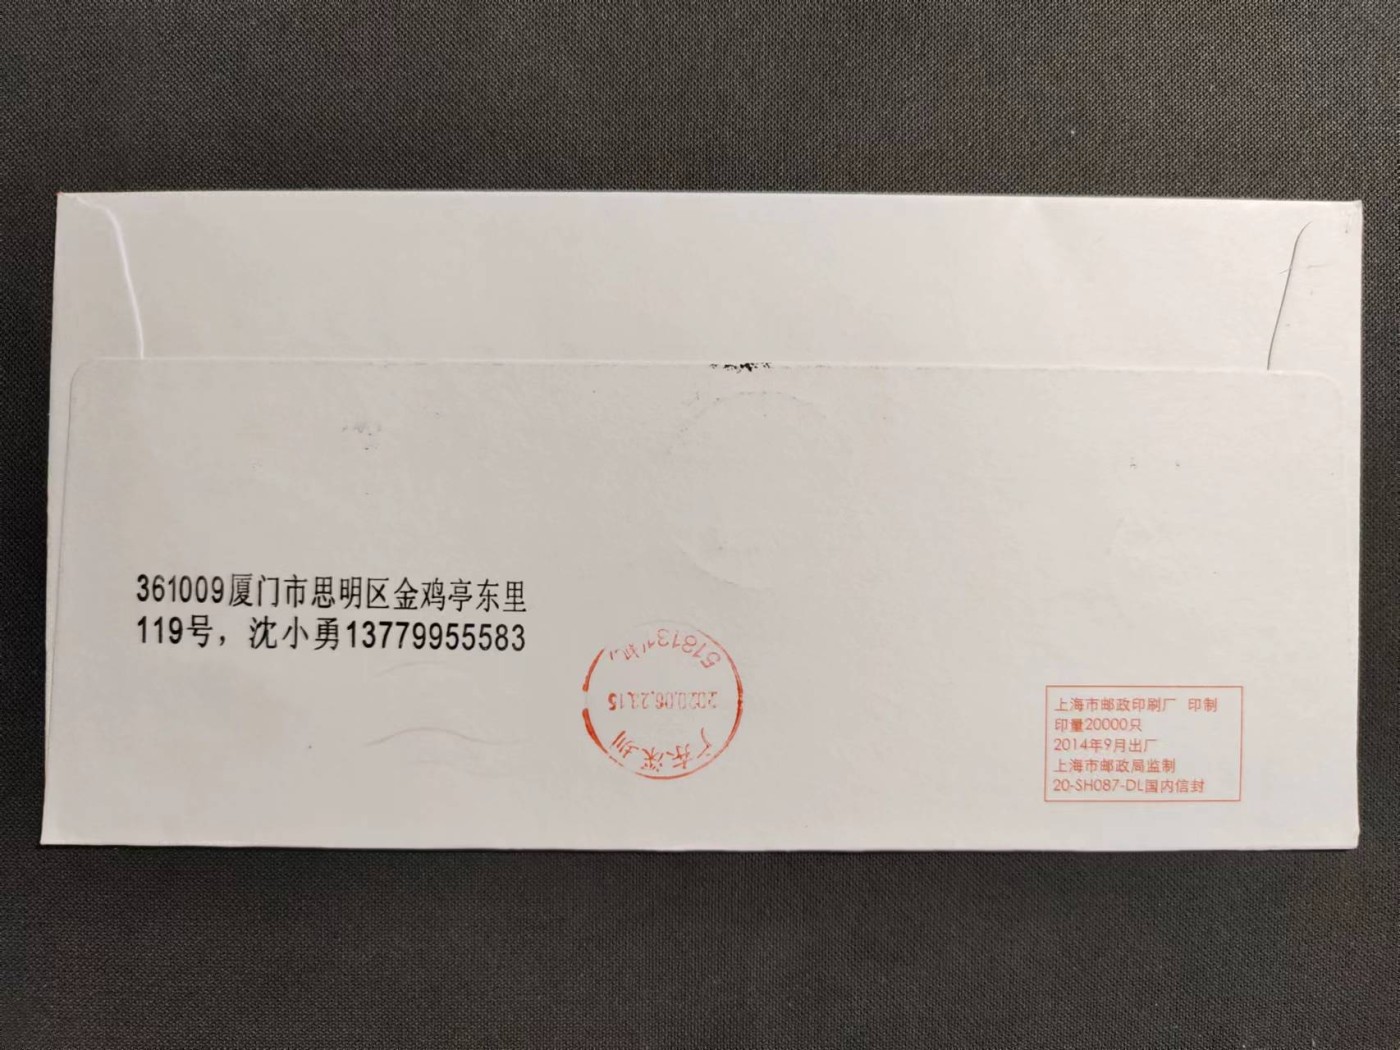 361009厦门市思明区金鸡亭东里
119号，沈小勇13779955583
广东深圳
2020.06.23.15
518131
上海市邮政印刷厂 印制
印量20000只
2014年9月出厂
上海市邮政局监制
20-SH087-DL国内信封